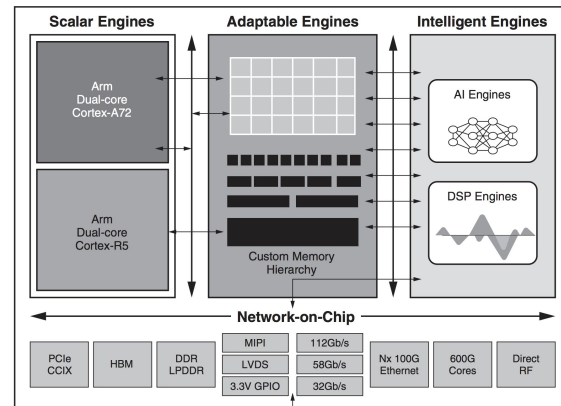 Scalar Engines
Adaptable Engines
Intelligent Engines
Arm
Dual-core
Cortex-A72
Arm
Dual-core
Cortex-R5
Custom Memory
Hierarchy
AI Engines
DSP Engines
Network-on-Chip
PCIe
CCIX
HBM
DDR
LPDDR
MIPI
LVDS
3.3V GPIO
112Gb/s
58Gb/s
32Gb/s
Nx 100G
Ethernet
600G
Cores
Direct
RF